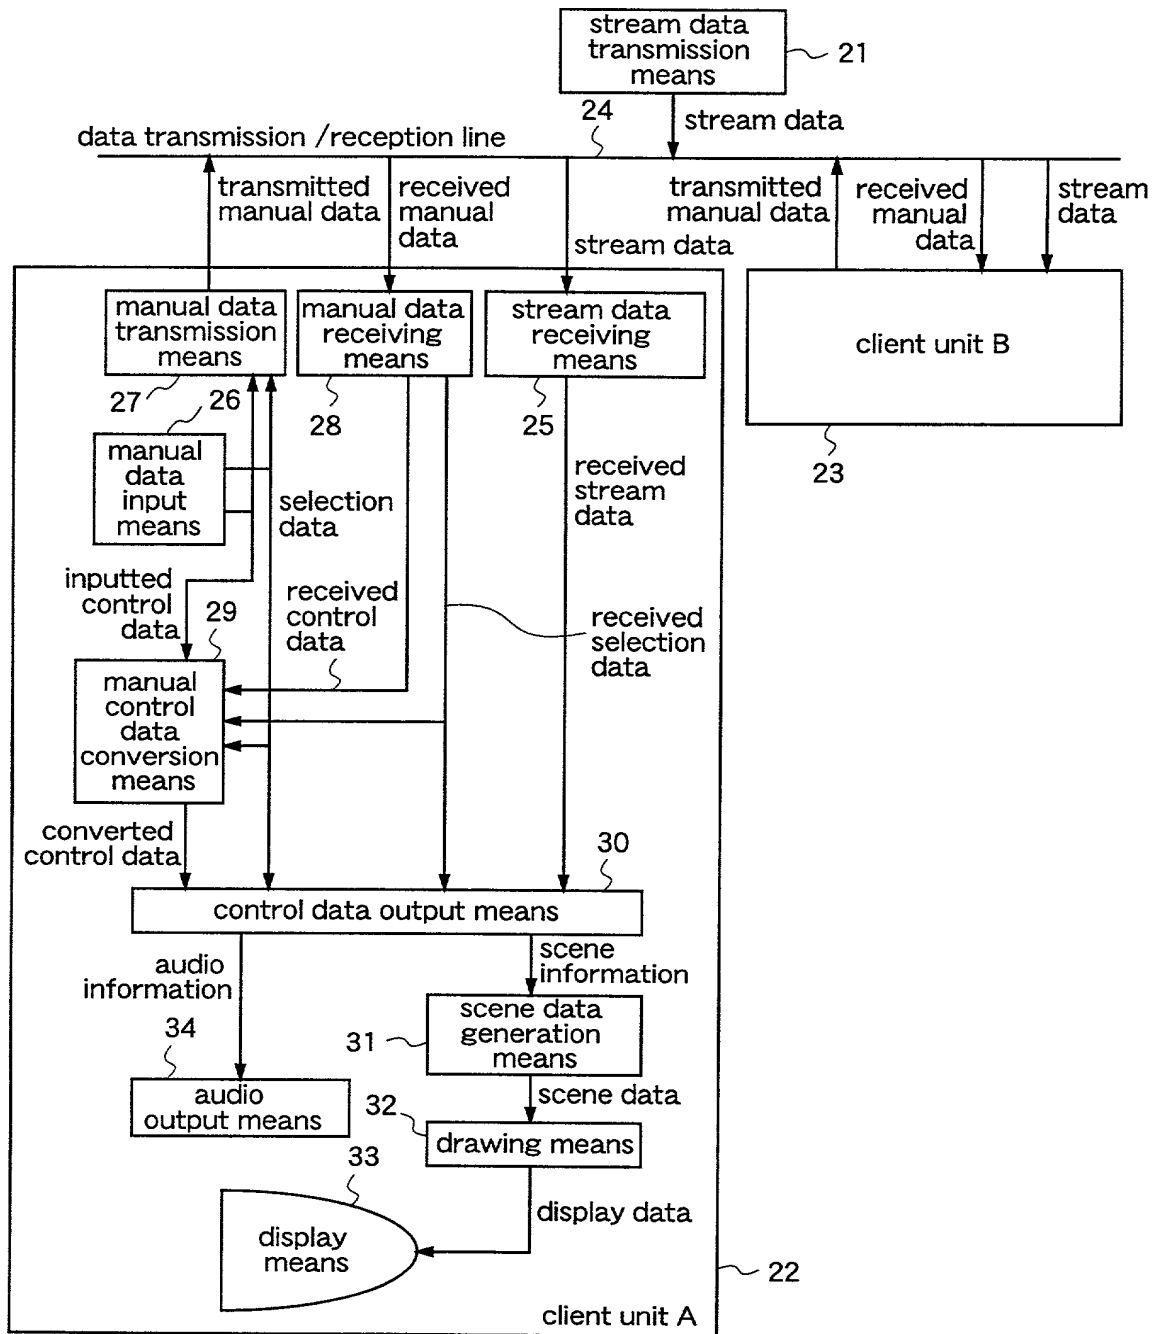 stream data
transmission
means
21
24
stream data
data transmission /reception line
transmitted
manual data
received
manual
data
stream data
transmitted
manual data
received
manual
data
stream
data
manual data
transmission
means
manual data
receiving
means
stream data
receiving
means
client unit B
27
26
28
25
23
manual
data
input
means
selection
data
received
stream
data
inputted
control
data
29
received
control
data
received
selection
data
manual
control
data
conversion
means
converted
control data
30
control data output means
audio
information
scene
information
34
31
scene data
generation
means
audio
output means
scene data
32
drawing means
33
display
means
display data
22
client unit A